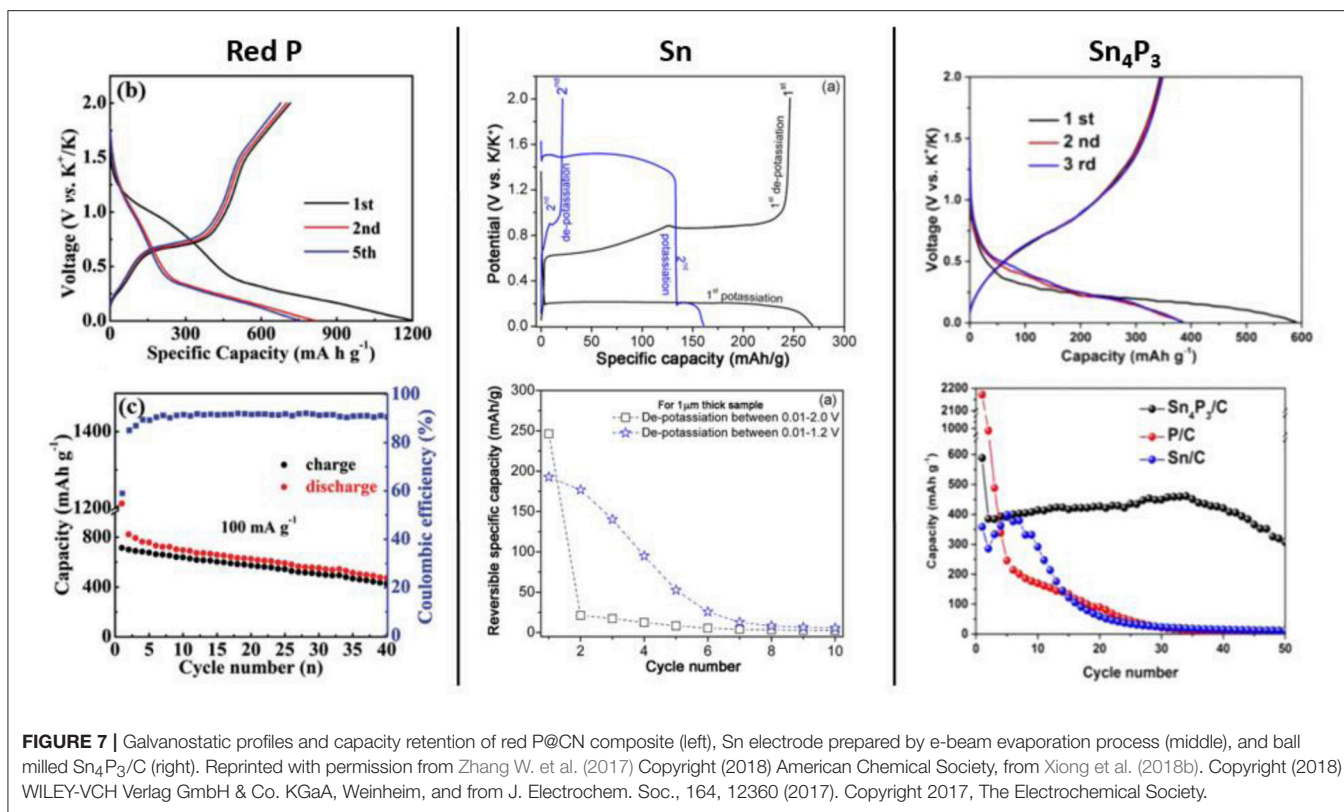 Red P
Sn
Sn₄P₃
(b)
2.0
1.5
1.0
0.5
0.0
Voltage (V vs. K⁺/K)
1st
2nd
5th
0 300 600 900 1200
Specific Capacity (mA h g⁻¹)
(a)
2.0
1.6
1.2
0.8
0.4
0.0
Potential (V vs. K/K⁺)
2ⁿᵈ
1ˢᵗ
2ⁿᵈ
de-potassiation
1ˢᵗ de-potassiation
potassiation
2ⁿᵈ
1ˢᵗ potassiation
0 50 100 150 200 250 300
Specific capacity (mAh/g)
2.0
1.5
1.0
0.5
0.0
Voltage (V vs. K⁺/K)
1 st
2 nd
3 rd
0 100 200 300 400 500 600
Capacity (mAh g⁻¹)
(c)
1400
1200
800
400
0
Capacity (mAh g⁻¹)
charge
discharge
100 mA g⁻¹
100
80
60
40
20
0
Coulombic efficiency (%)
0 5 10 15 20 25 30 35 40
Cycle number (n)
(a)
300
250
200
150
100
50
0
Reversible specific capacity (mAh/g)
For 1μm thick sample
De-potassiation between 0.01-2.0 V
De-potassiation between 0.01-1.2 V
2 4 6 8 10
Cycle number
2200
2100
1000
600
500
400
300
200
100
0
Capacity (mAh g⁻¹)
Sn₄P₃/C
P/C
Sn/C
0 10 20 30 40 50
Cycle number
FIGURE 7 | Galvanostatic profiles and capacity retention of red P@CN composite (left), Sn electrode prepared by e-beam evaporation process (middle), and ball
milled Sn₄P₃/C (right). Reprinted with permission from Zhang W. et al. (2017) Copyright (2018) American Chemical Society, from Xiong et al. (2018b). Copyright (2018)
WILEY-VCH Verlag GmbH & Co. KGaA, Weinheim, and from J. Electrochem. Soc., 164, 12360 (2017). Copyright 2017, The Electrochemical Society.